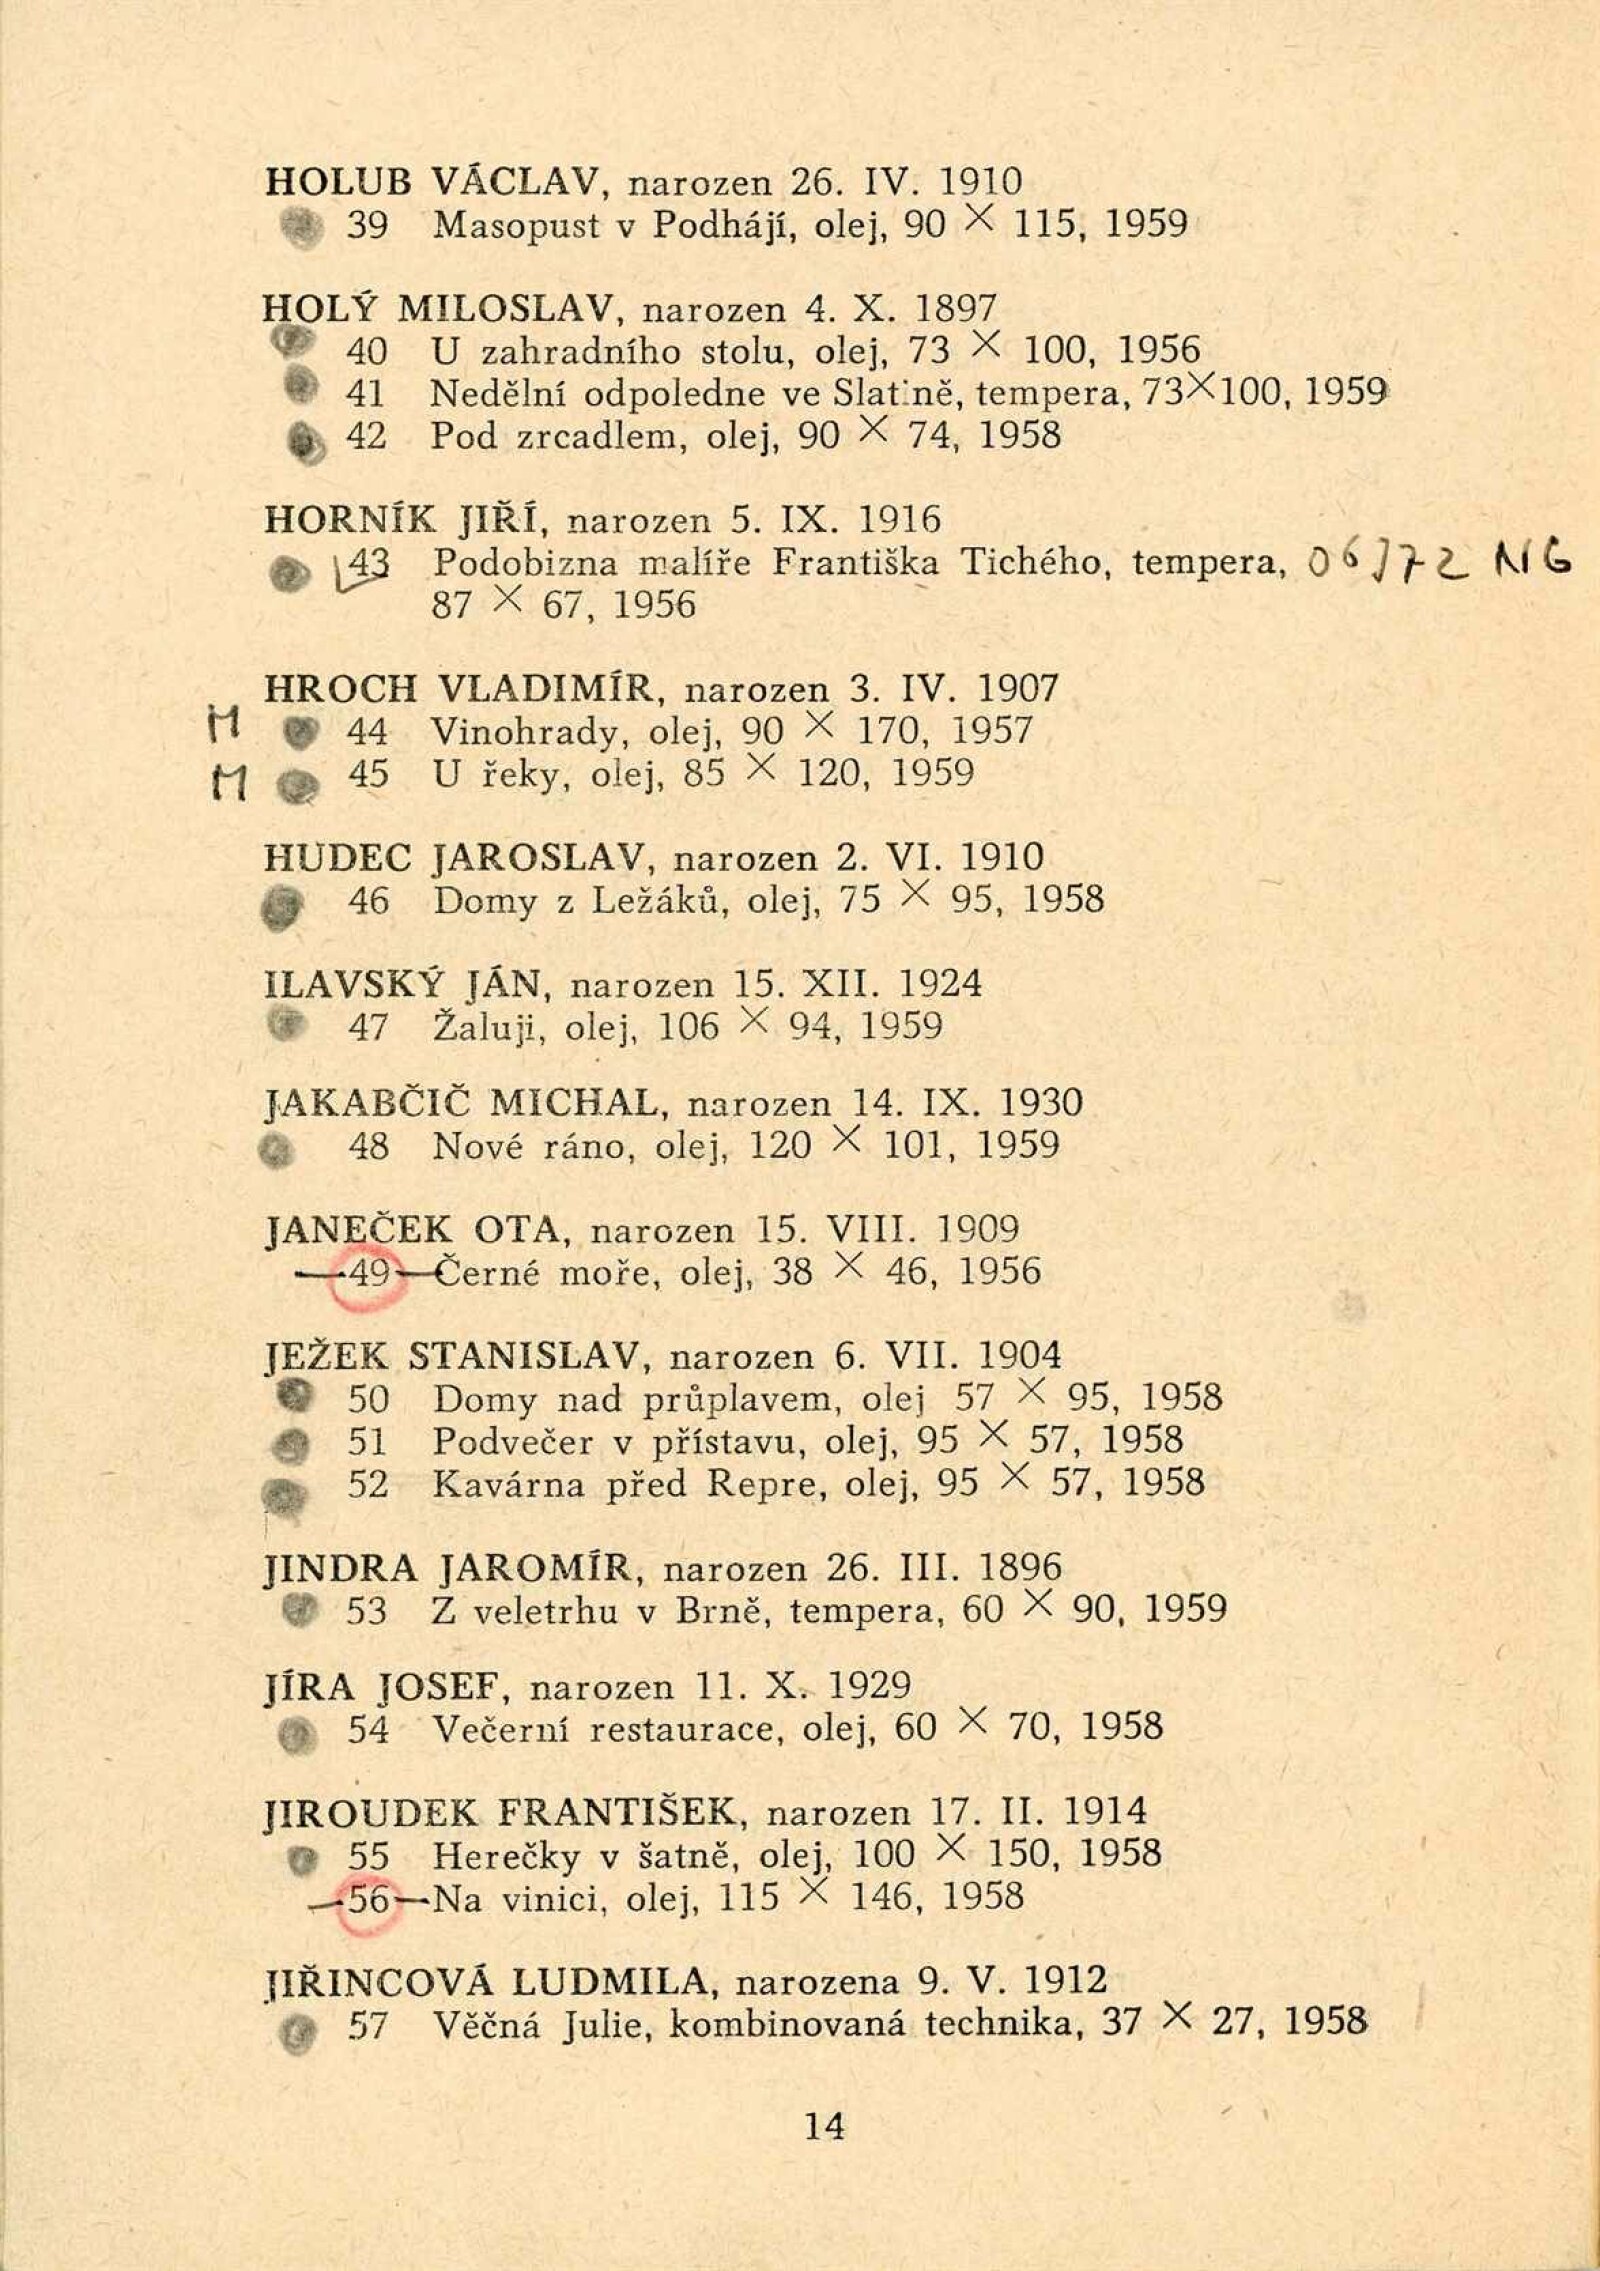 HOLUB VÁCLAV, narozen 26. IV. 1910
39 Masopust v Podhájí, olej, 90 × 115, 1959
HOLÝ MILOSLAV, narozen 4. X. 1897
40 U zahradního stolu, olej, 73 × 100, 1956
41 Nedělní odpoledne ve Slatině, tempera, 73×100, 1959
42 Pod zrcadlem, olej, 90 × 74, 1958
HORNÍK JIŘÍ, narozen 5. IX. 1916
43 Podobizna malíře Františka Tichého, tempera, NG
87 × 67, 1956
HROCH VLADIMÍR, narozen 3. IV. 1907
M 44 Vinohrady, olej, 90 × 170, 1957
M 45 U řeky, olej, 85 × 120, 1959
HUDEC JAROSLAV, narozen 2. VI. 1910
46 Domy z Ležáků, olej, 75 × 95, 1958
ILAVSKÝ JÁN, narozen 15. XII. 1924
47 Žaluji, olej, 106 × 94, 1959
JAKABČIČ MICHAL, narozen 14. IX. 1930
48 Nové ráno, olej, 120 × 101, 1959
JANEČEK OTA, narozen 15. VIII. 1909
49 Černé moře, olej, 38 × 46, 1956
JEŽEK STANISLAV, narozen 6. VII. 1904
50 Domy nad průplavem, olej 57 × 95, 1958
51 Podvečer v přístavu, olej, 95 × 57, 1958
52 Kavárna před Repre, olej, 95 × 57, 1958
JINDRA JAROMÍR, narozen 26. III. 1896
53 Z veletrhu v Brně, tempera, 60 × 90, 1959
JÍRA JOSEF, narozen 11. X. 1929
54 Večerní restaurace, olej, 60 × 70, 1958
JIROUDEK FRANTIŠEK, narozen 17. II. 1914
55 Herečky v šatně, olej, 100 × 150, 1958
56 Na vinici, olej, 115 × 146, 1958
JIŘINCOVÁ LUDMILA, narozena 9. V. 1912
57 Věčná Julie, kombinovaná technika, 37 × 27, 1958
14